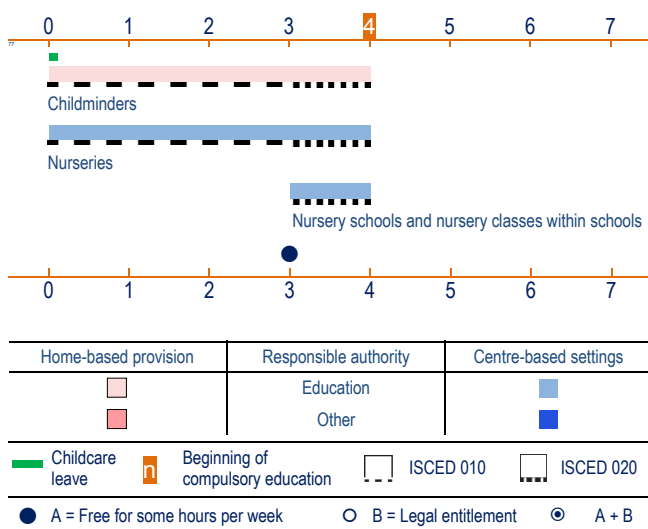 0 1 2 3 4 5 6 7
77
Childminders
Nurseries
Nursery schools and nursery classes within schools
0 1 2 3 4 5 6 7
Home-based provision Responsible authority Centre-based settings
Education
Other
Childcare leave n Beginning of compulsory education ISCED 010 ISCED 020
A = Free for some hours per week B = Legal entitlement A + B